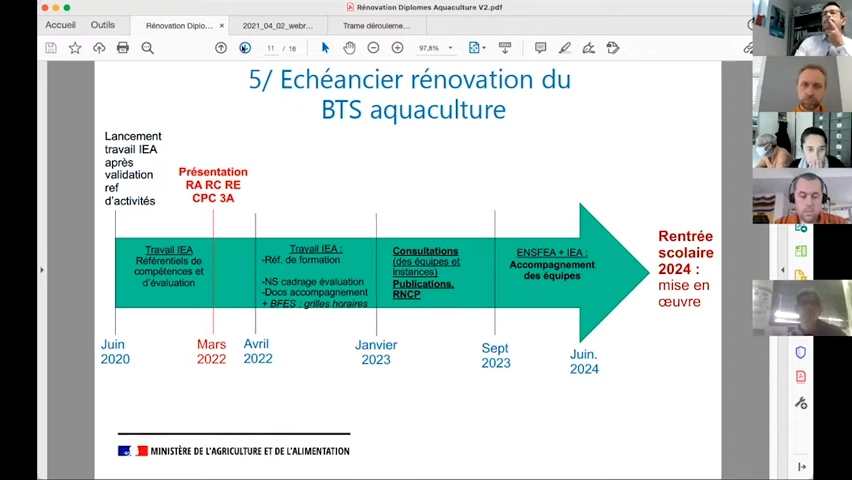 Rénovation Diplomes Aquaculture V2.pdf
Accueil
Outils
Rénovation Diplo...
2021_04_02_webr...
Trame dérouleme...
11 / 16
97,8%
5/ Echéancier rénovation du
BTS aquaculture
Lancement
travail IEA
après
validation
ref
d'activités
Présentation
RA RC RE
CPC 3A
Travail IEA
Référentiels de
compétences et
d'évaluation
Travail IEA :
-Réf. de formation
-NS cadrage évaluation
-Docs accompagnement
+ BFES : grilles horaires
Consultations
(des équipes et
instances)
Publications,
RNCP
ENSFEA + IEA :
Accompagnement
des équipes
Rentrée
scolaire
2024 :
mise en
œuvre
Juin
2020
Mars
2022
Avril
2022
Janvier
2023
Sept
2023
Juin.
2024
MINISTÈRE DE L'AGRICULTURE ET DE L'ALIMENTATION